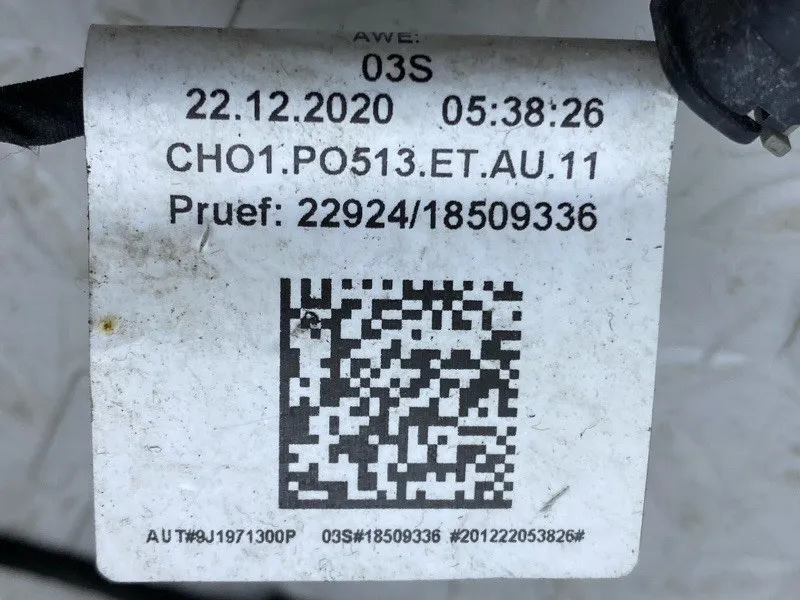 AWE:
03S
22.12.2020 05:38:26
CHO1.PO513.ET.AU.11
Pruef: 22924/18509336
AUT#9J1971300P 03S#18509336 #201222053826#